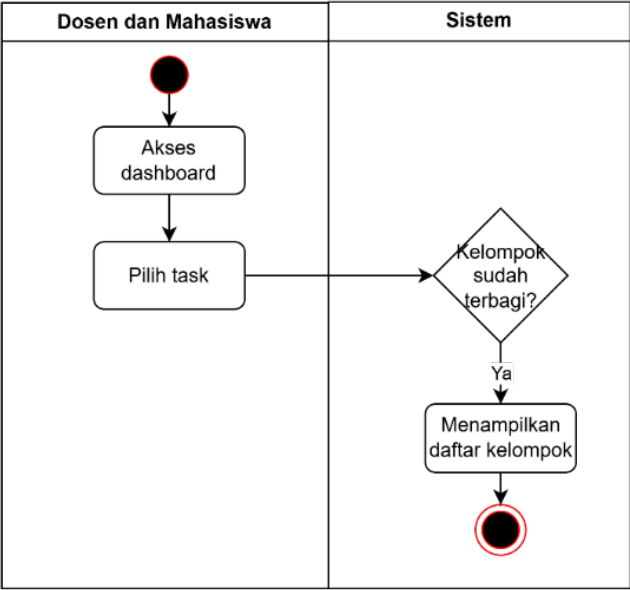 Dosen dan Mahasiswa
Sistem
Akses
dashboard
Pilih task
Kelompok
sudah
terbagi?
Ya
Menampilkan
daftar kelompok